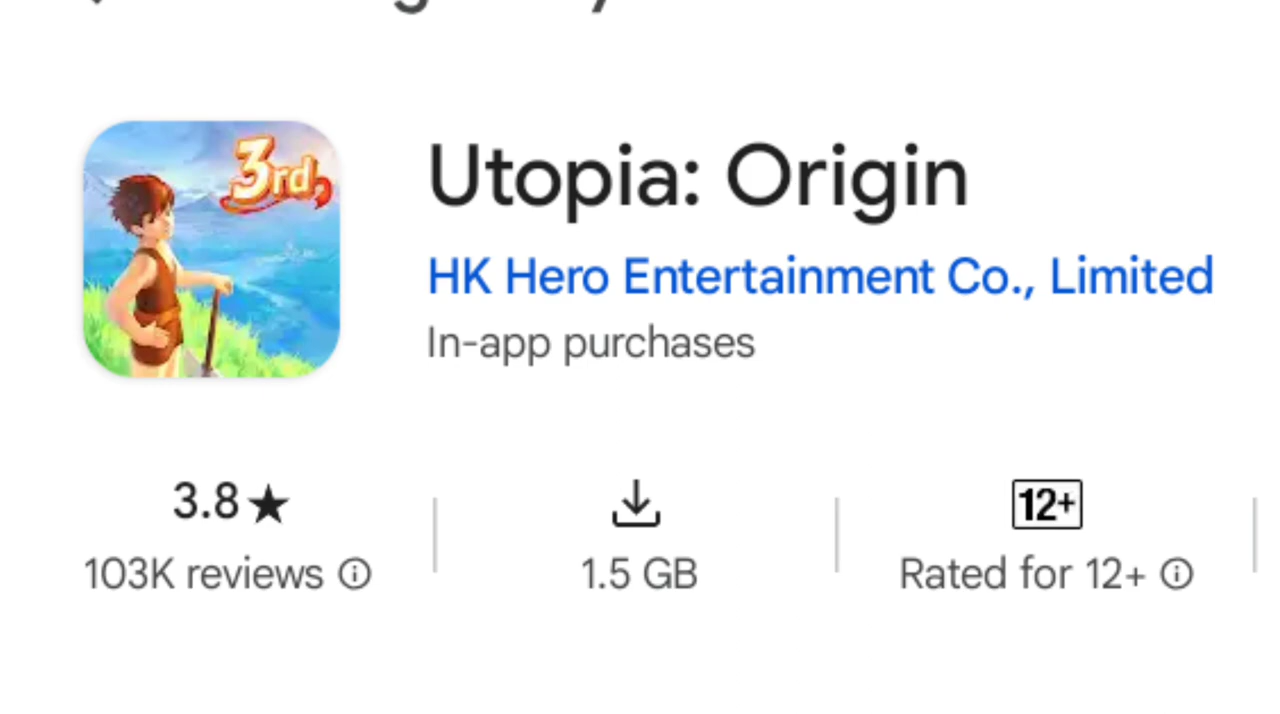 3rd
Utopia: Origin
HK Hero Entertainment Co., Limited
In-app purchases
3.8★
103K reviews
1.5 GB
12+
Rated for 12+